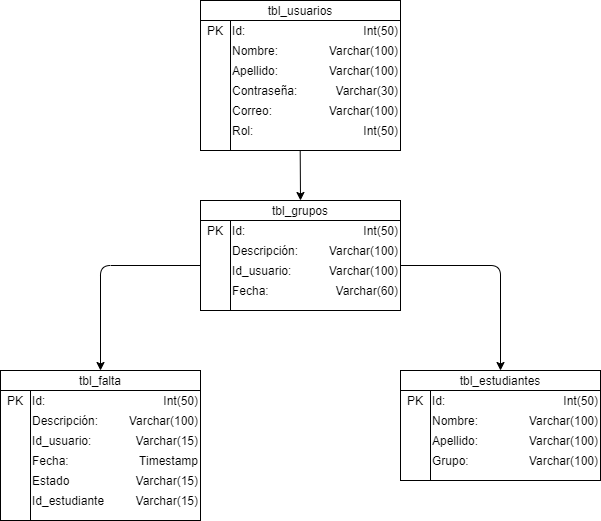 tbl_usuarios
PK Id: Int(50)
Nombre: Varchar(100)
Apellido: Varchar(100)
Contraseña: Varchar(30)
Correo: Varchar(100)
Rol: Int(50)
tbl_grupos
PK Id: Int(50)
Descripción: Varchar(100)
Id_usuario: Varchar(100)
Fecha: Varchar(60)
tbl_falta
PK Id: Int(50)
Descripción: Varchar(100)
Id_usuario: Varchar(15)
Fecha: Timestamp
Estado Varchar(15)
Id_estudiante Varchar(15)
tbl_estudiantes
PK Id: Int(50)
Nombre: Varchar(100)
Apellido: Varchar(100)
Grupo: Varchar(100)